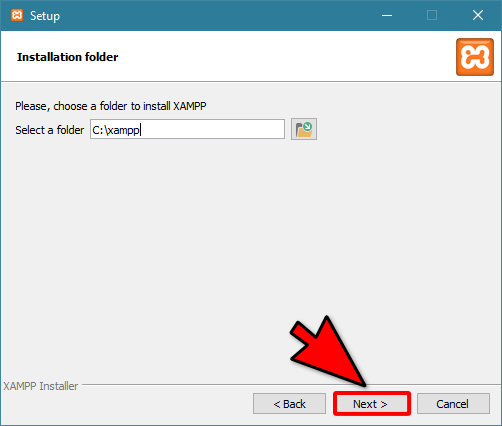 Setup
Installation folder
Please, choose a folder to install XAMPP
Select a folder C:\xampp
XAMPP Installer
< Back Next > Cancel